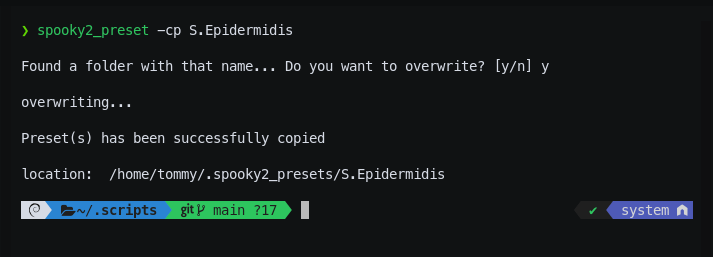 ❯ spooky2_preset -cp S.Epidermidis
Found a folder with that name... Do you want to overwrite? [y/n] y
overwriting...
Preset(s) has been successfully copied
location:  /home/tommy/.spooky2_presets/S.Epidermidis
~/.scripts git main ?17 ✔ system